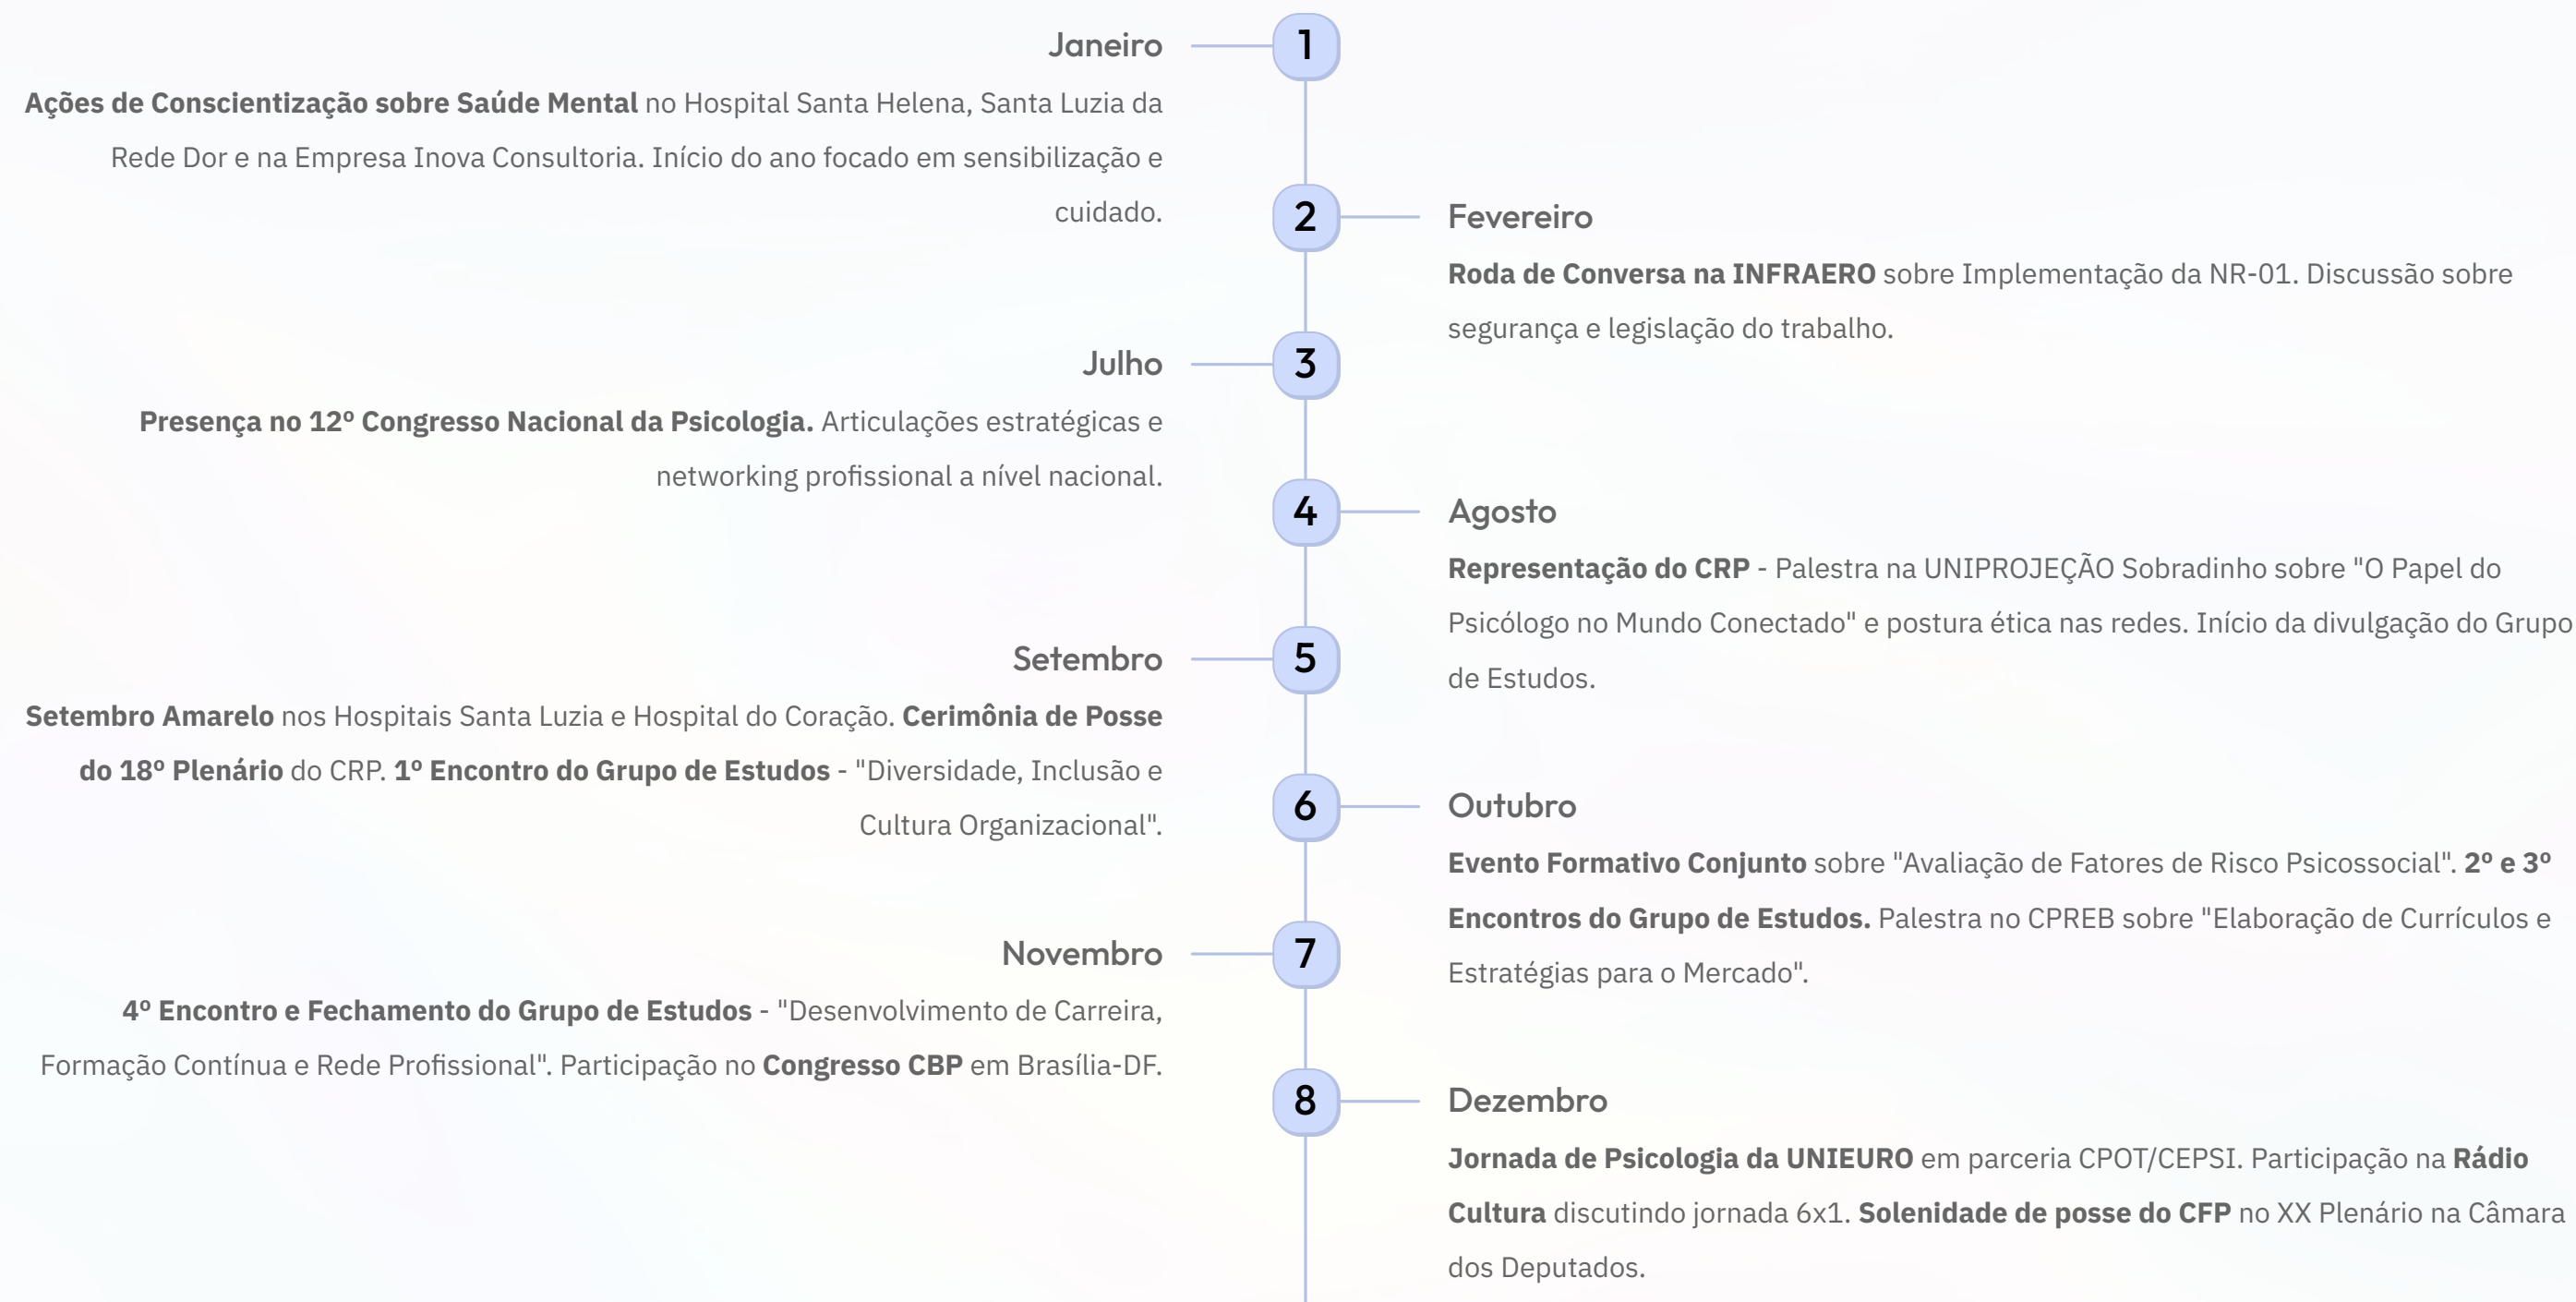 1
Janeiro
Ações de Conscientização sobre Saúde Mental no Hospital Santa Helena, Santa Luzia da
Rede Dor e na Empresa Inova Consultoria. Início do ano focado em sensibilização e
cuidado.
2
Fevereiro
Roda de Conversa na INFRAERO sobre Implementação da NR-01. Discussão sobre
segurança e legislação do trabalho.
3
Julho
Presença no 12º Congresso Nacional da Psicologia. Articulações estratégicas e
networking profissional a nível nacional.
4
Agosto
Representação do CRP - Palestra na UNIPROJEÇÃO Sobradinho sobre "O Papel do
Psicólogo no Mundo Conectado" e postura ética nas redes. Início da divulgação do Grupo
de Estudos.
5
Setembro
Setembro Amarelo nos Hospitais Santa Luzia e Hospital do Coração. Cerimônia de Posse
do 18º Plenário do CRP. 1º Encontro do Grupo de Estudos - "Diversidade, Inclusão e
Cultura Organizacional".
6
Outubro
Evento Formativo Conjunto sobre "Avaliação de Fatores de Risco Psicossocial". 2º e 3º
Encontros do Grupo de Estudos. Palestra no CPREB sobre "Elaboração de Currículos e
Estratégias para o Mercado".
7
Novembro
4º Encontro e Fechamento do Grupo de Estudos - "Desenvolvimento de Carreira,
Formação Contínua e Rede Profissional". Participação no Congresso CBP em Brasília-DF.
8
Dezembro
Jornada de Psicologia da UNIEURO em parceria CPOT/CEPSI. Participação na Rádio
Cultura discutindo jornada 6x1. Solenidade de posse do CFP no XX Plenário na Câmara
dos Deputados.